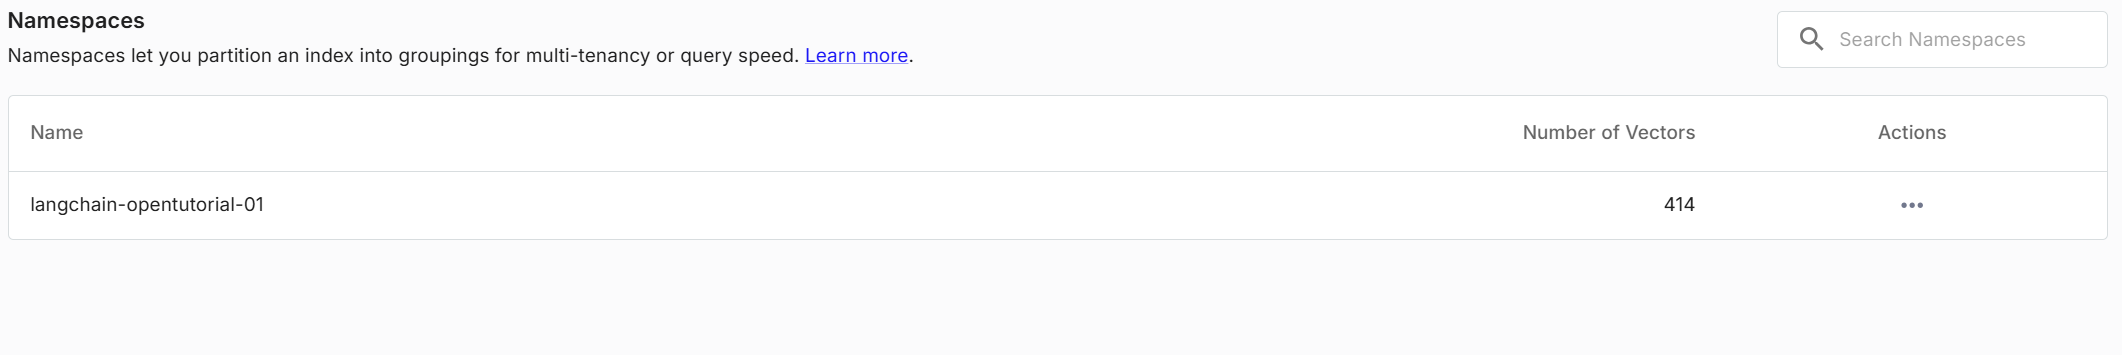 Namespaces
Namespaces let you partition an index into groupings for multi-tenancy or query speed. Learn more.
Search Namespaces
Name Number of Vectors Actions
langchain-opentutorial-01 414